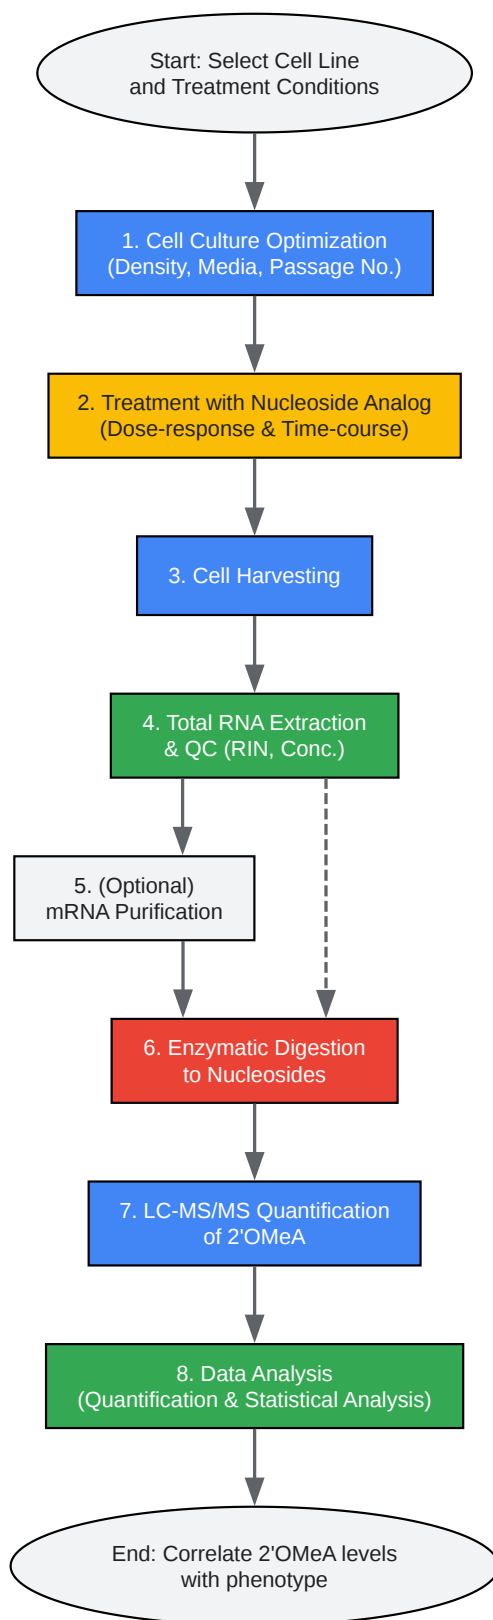 Start: Select Cell Line
and Treatment Conditions
1. Cell Culture Optimization
(Density, Media, Passage No.)
2. Treatment with Nucleoside Analog
(Dose-response & Time-course)
3. Cell Harvesting
4. Total RNA Extraction
& QC (RIN, Conc.)
5. (Optional)
mRNA Purification
6. Enzymatic Digestion
to Nucleosides
7. LC-MS/MS Quantification
of 2'OMeA
8. Data Analysis
(Quantification & Statistical Analysis)
End: Correlate 2'OMeA levels
with phenotype